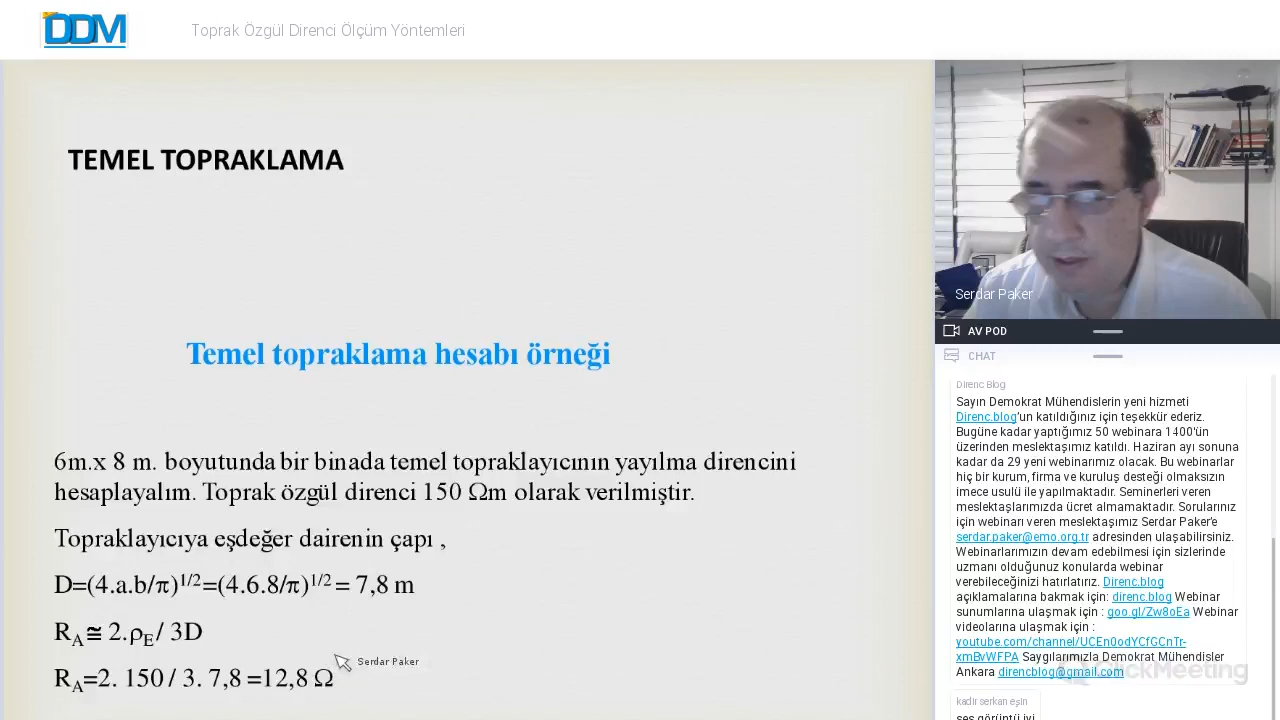 DDM
Toprak Özgül Direnci Ölçüm Yöntemleri
TEMEL TOPRAKLAMA
Temel topraklama hesabı örneği
6m.x 8 m. boyutunda bir binada temel topraklayıcının yayılma direncini
hesaplayalım. Toprak özgül direnci 150 Ωm olarak verilmiştir.
Topraklayıcıya eşdeğer dairenin çapı ,
D=(4.a.b/π)^1/2=(4.6.8/π)^1/2 = 7,8 m
R_A ≅ 2.ρ_E / 3D
R_A=2. 150 / 3. 7,8 =12,8 Ω
Serdar Paker
Serdar Paker
AV POD
CHAT
Direnc Blog
Sayın Demokrat Mühendislerin yeni hizmeti
Direnc.blog'un katıldığınız için teşekkür ederiz.
Bugüne kadar yaptığımız 50 webinara 1400'ün
üzerinden meslektaşımız katıldı. Haziran ayı sonuna
kadar da 29 yeni webinarımız olacak. Bu webinarlar
hiç bir kurum, firma ve kuruluş desteği olmaksızın
imece usulü ile yapılmaktadır. Seminerleri veren
meslektaşlarımızda ücret almamaktadır. Sorularınız
için webinarı veren meslektaşımız Serdar Paker'e
serdar.paker@emo.org.tr adresinden ulaşabilirsiniz.
Webinarlarımızın devam edebilmesi için sizlerinde
uzmanı olduğunuz konularda webinar
verebileceğinizi hatırlatırız. Direnc.blog
açıklamalarına bakmak için: direnc.blog Webinar
sunumlarına ulaşmak için : goo.gl/Zw8oEa Webinar
videolarına ulaşmak için :
youtube.com/channel/UCEn0odYCfGCnTr-
xmBvWFPA Saygılarımızla Demokrat Mühendisler
Ankara direncblog@gmail.com
ClickMeeting
kadir serkan eşin
ses görüntü iyi